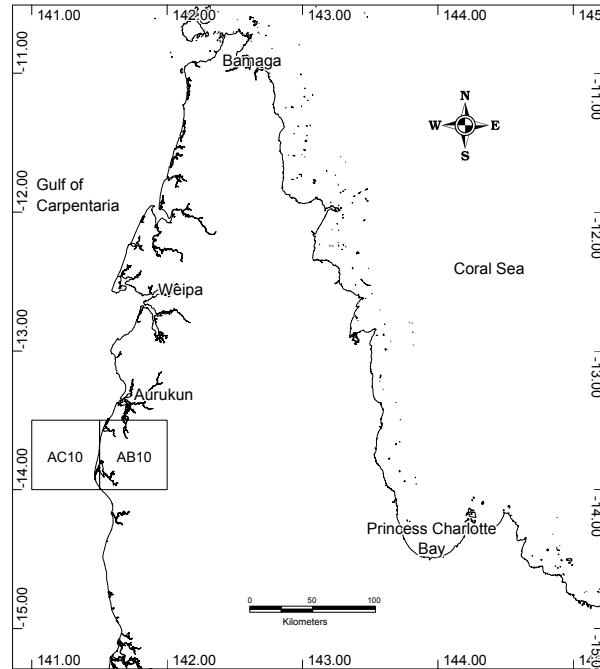 141.00 142.00 143.00 144.00 145
-11.00
-11.00
Bamaga
N
W E
S
Gulf of
Carpentaria
-12.00
-12.00
Coral Sea
Weipa
-13.00
-13.00
Aurukun
AC10 AB10
-14.00
-14.00
Princess Charlotte
Bay
0 50 100
Kilometers
-15.00
-15
141.00 142.00 143.00 144.00